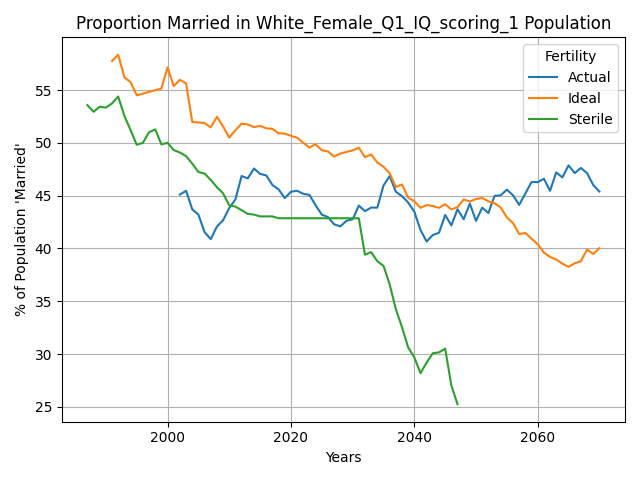 Proportion Married in White_Female_Q1_IQ_scoring_1 Population
Fertility
Actual
Ideal
Sterile
% of Population 'Married'
55
50
45
40
35
30
25
2000
2020
2040
2060
Years